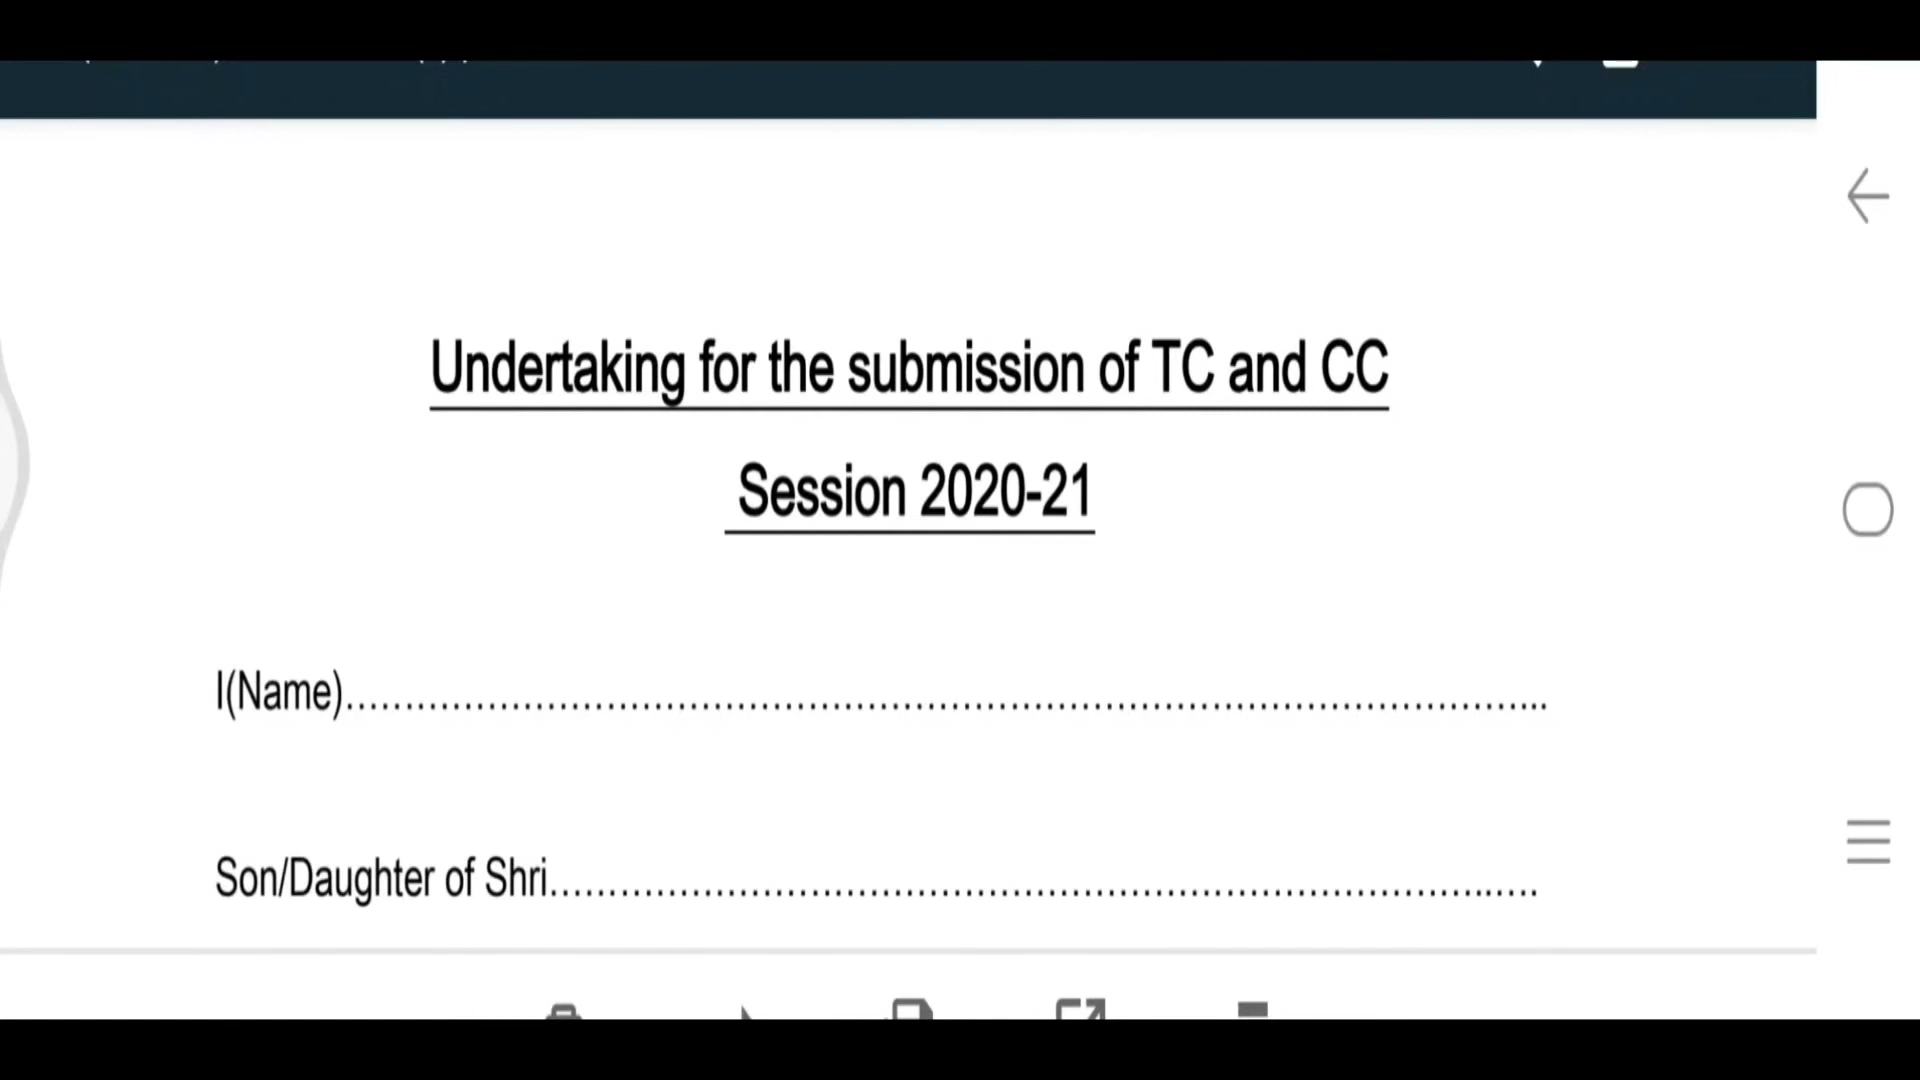 Undertaking for the submission of TC and CC
Session 2020-21
I(Name)..........................................................................................................
Son/Daughter of Shri.......................................................................................